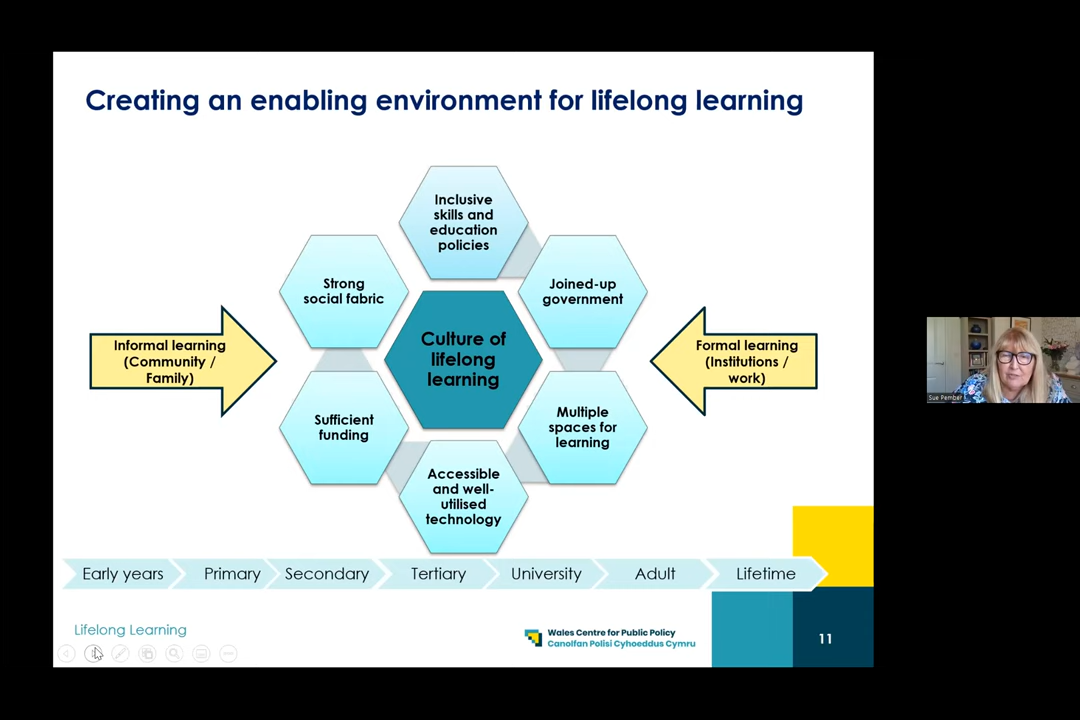 Creating an enabling environment for lifelong learning
Inclusive
skills and
education
policies
Strong
social fabric
Joined-up
government
Culture of
lifelong
learning
Informal learning
(Community /
Family)
Formal learning
(Institutions /
work)
Sufficient
funding
Multiple
spaces for
learning
Accessible
and well-
utilised
technology
Early years
Primary
Secondary
Tertiary
University
Adult
Lifetime
Lifelong Learning
Wales Centre for Public Policy
Canolfan Polisi Cyhoeddus Cymru
11
Sue Pember